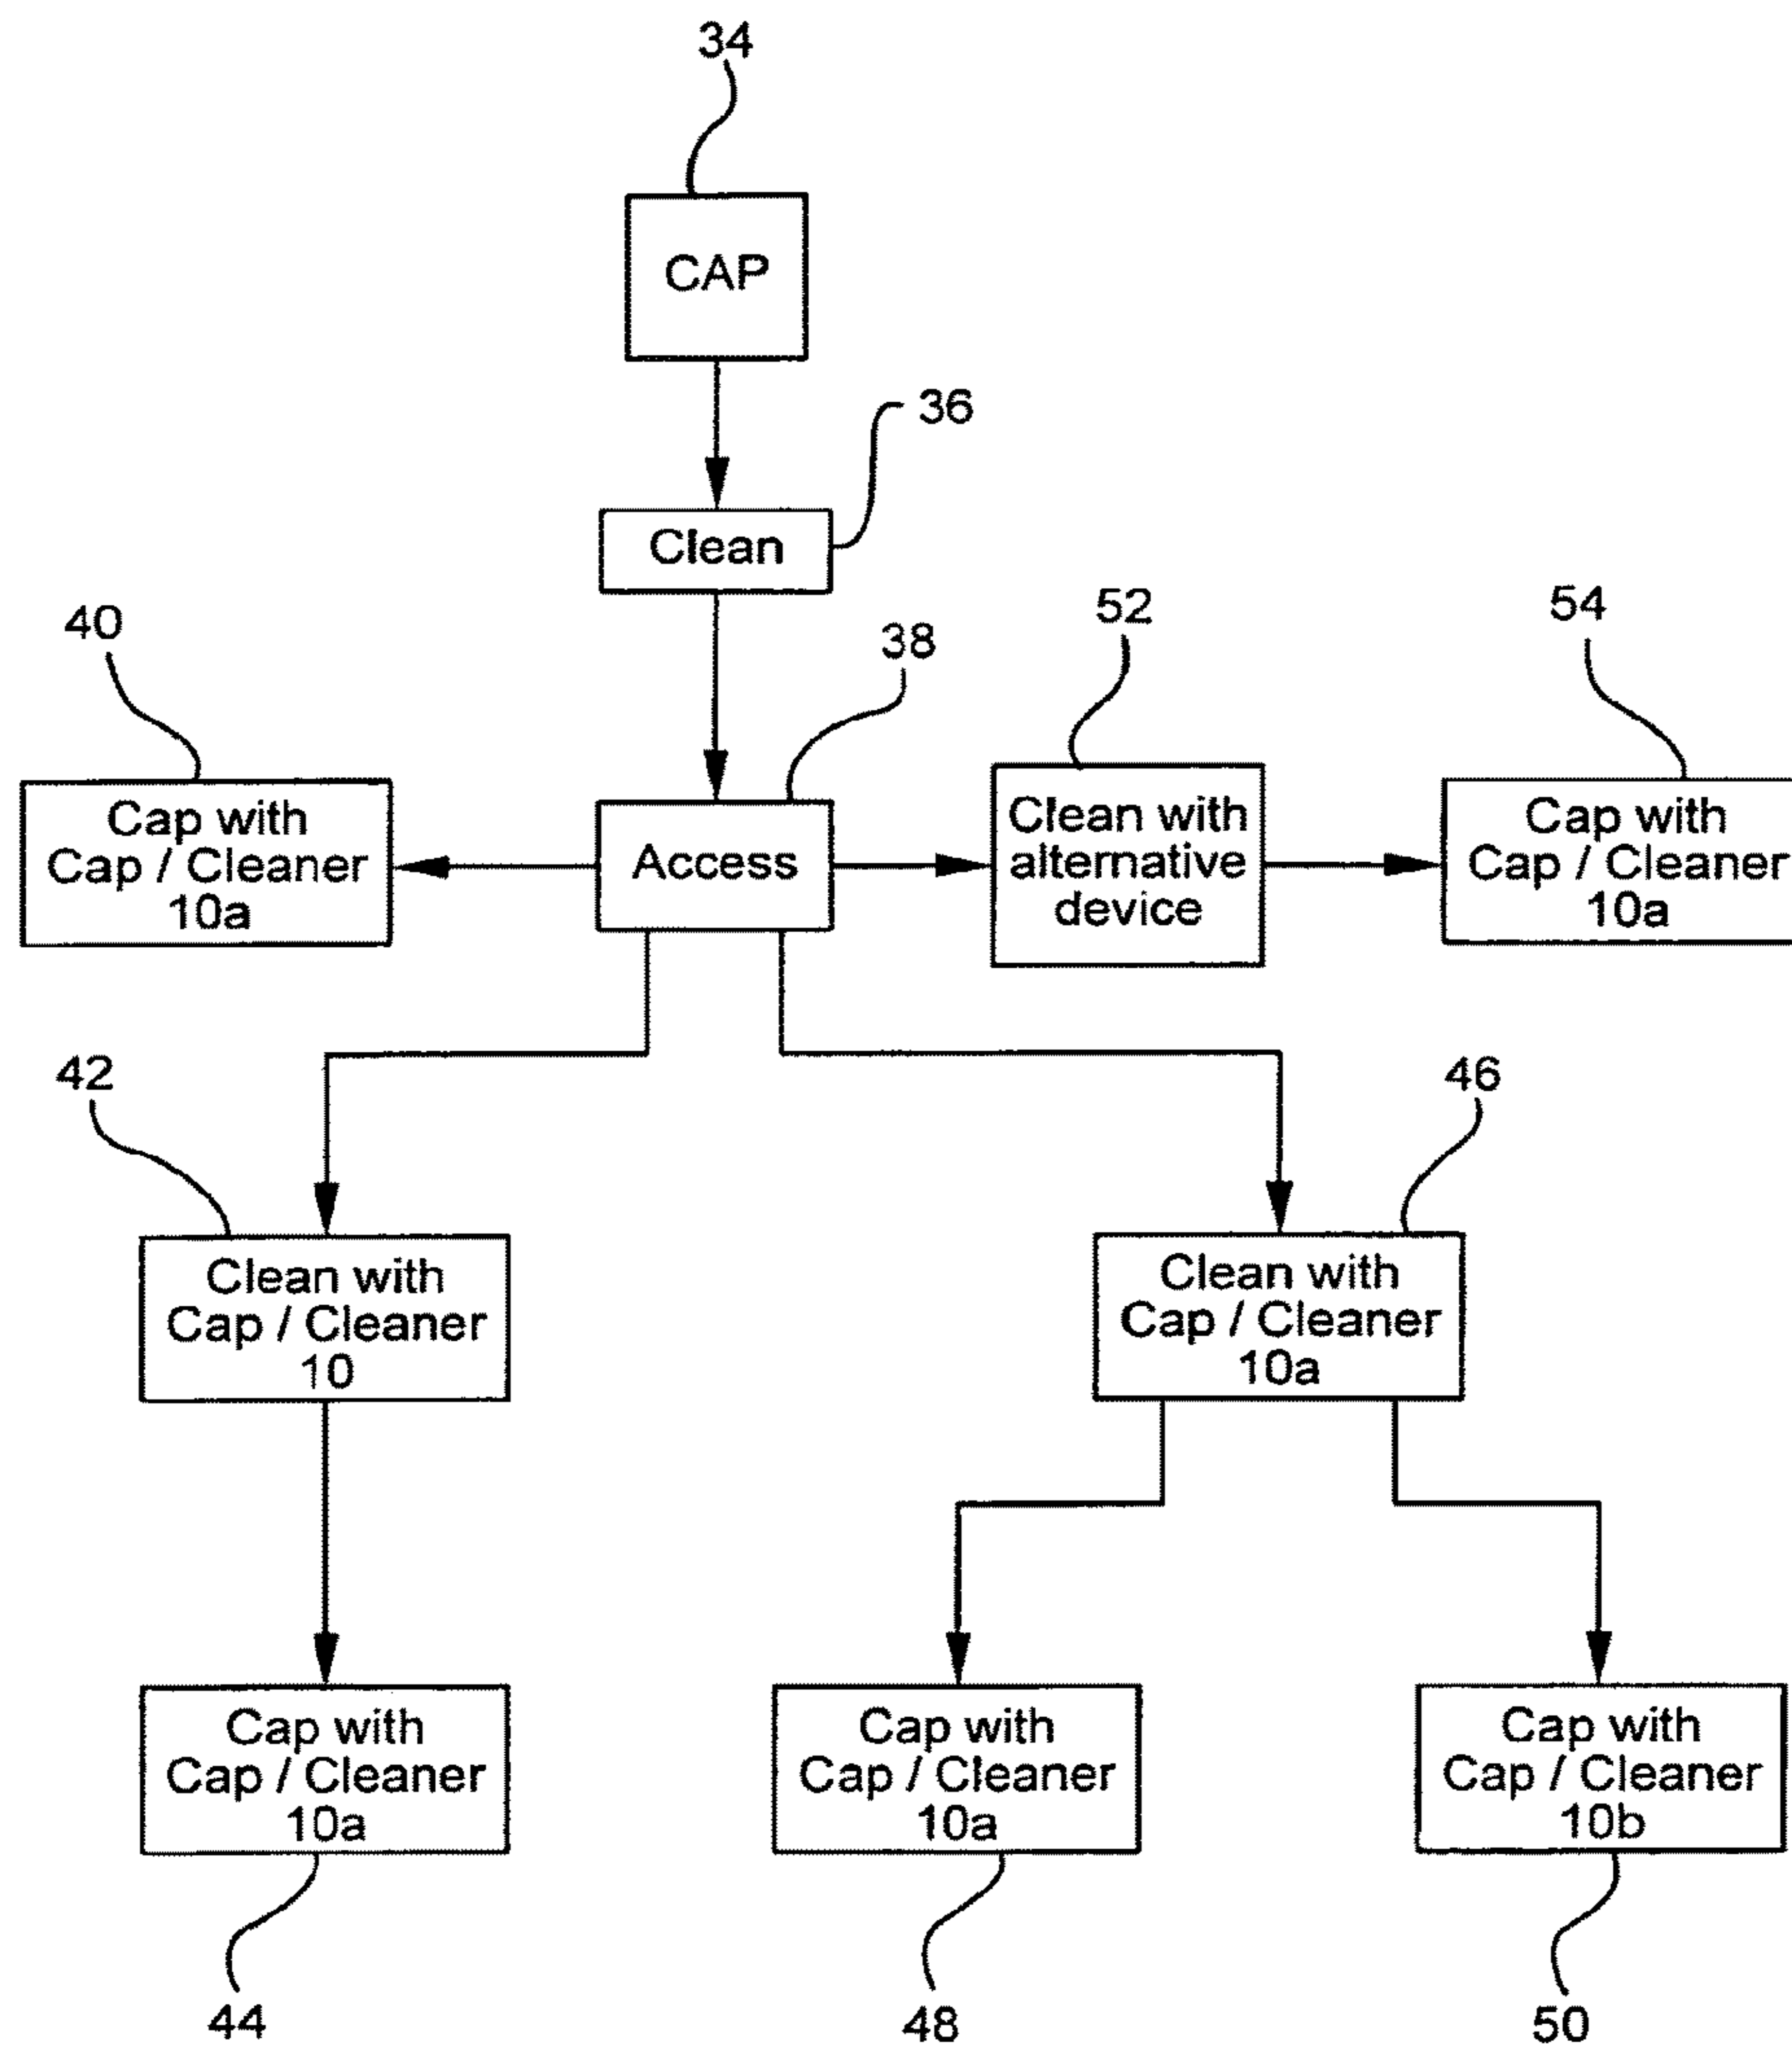 34
CAP
36
Clean
40
38
52
54
Cap with
Cap / Cleaner
10a
Access
Clean with
alternative
device
Cap with
Cap / Cleaner
10a
42
46
Clean with
Cap / Cleaner
10
Clean with
Cap / Cleaner
10a
Cap with
Cap / Cleaner
10a
Cap with
Cap / Cleaner
10a
Cap with
Cap / Cleaner
10b
44
48
50